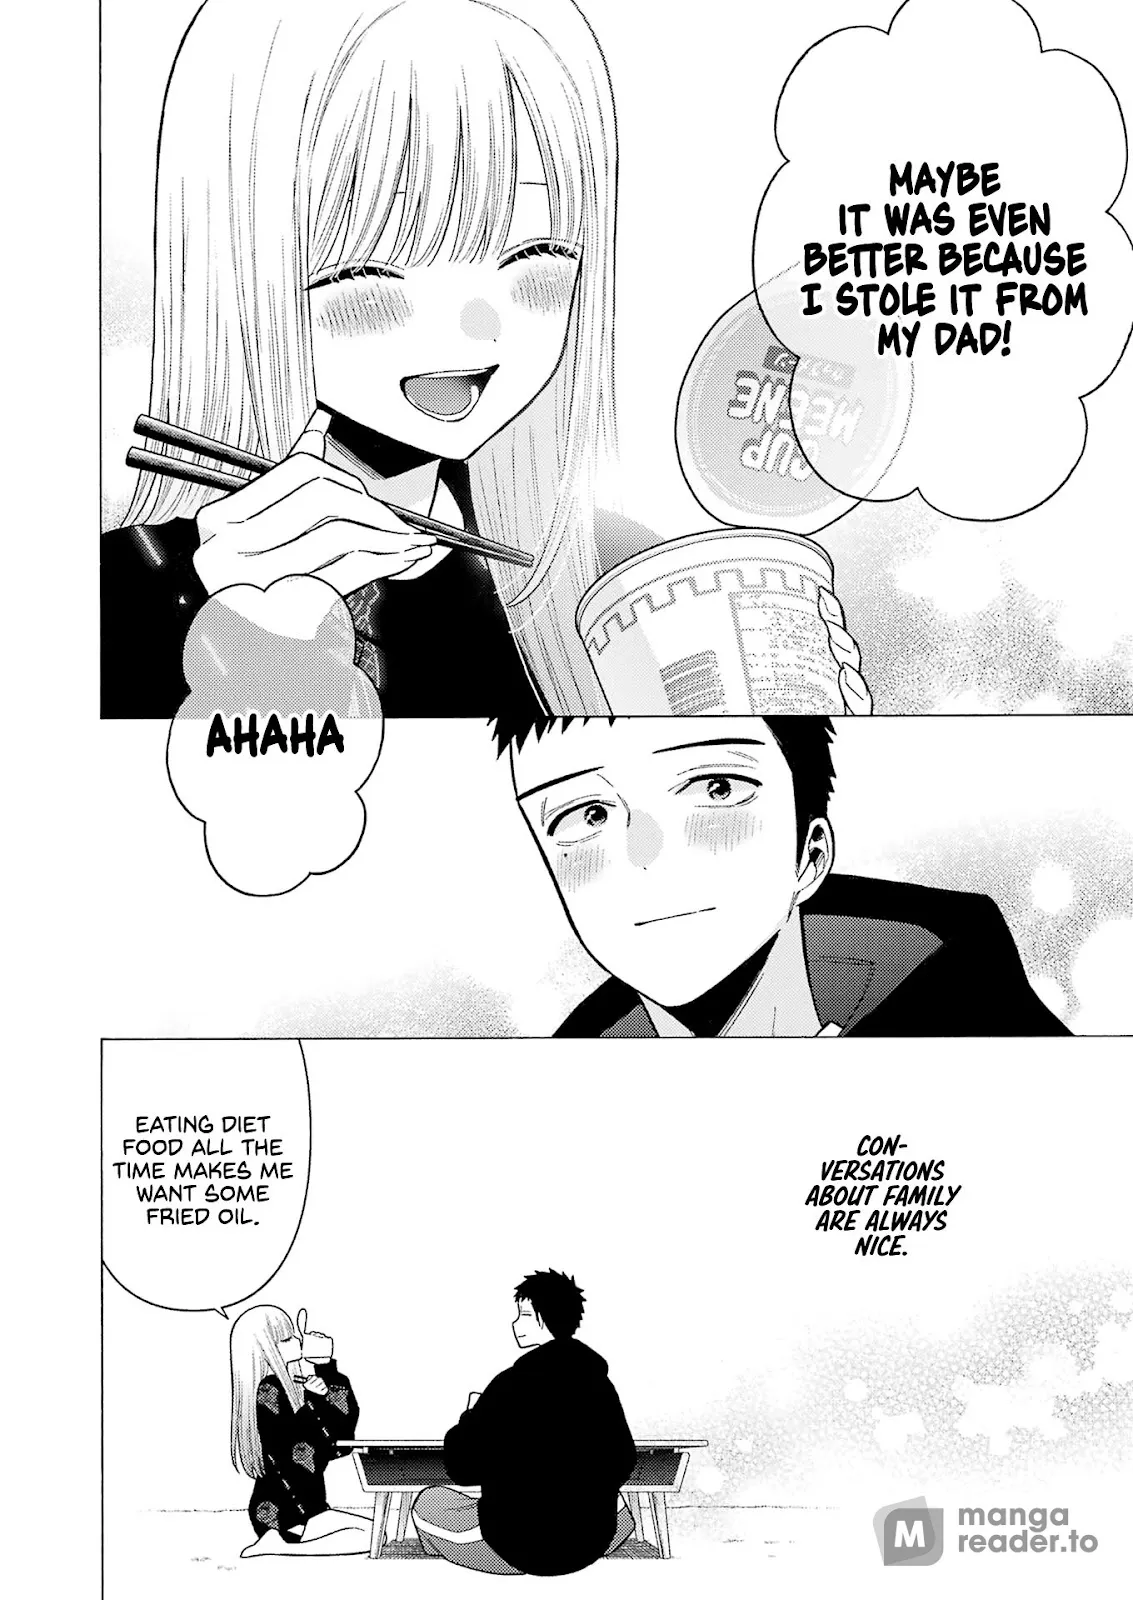 MAYBE
IT WAS EVEN
BETTER BECAUSE
I STOLE IT FROM
MY DAD!
AHAHA
CON-
VERSATIONS
ABOUT FAMILY
ARE ALWAYS
NICE.
EATING DIET
FOOD ALL THE
TIME MAKES ME
WANT SOME
FRIED OIL.
M manga
reader.to